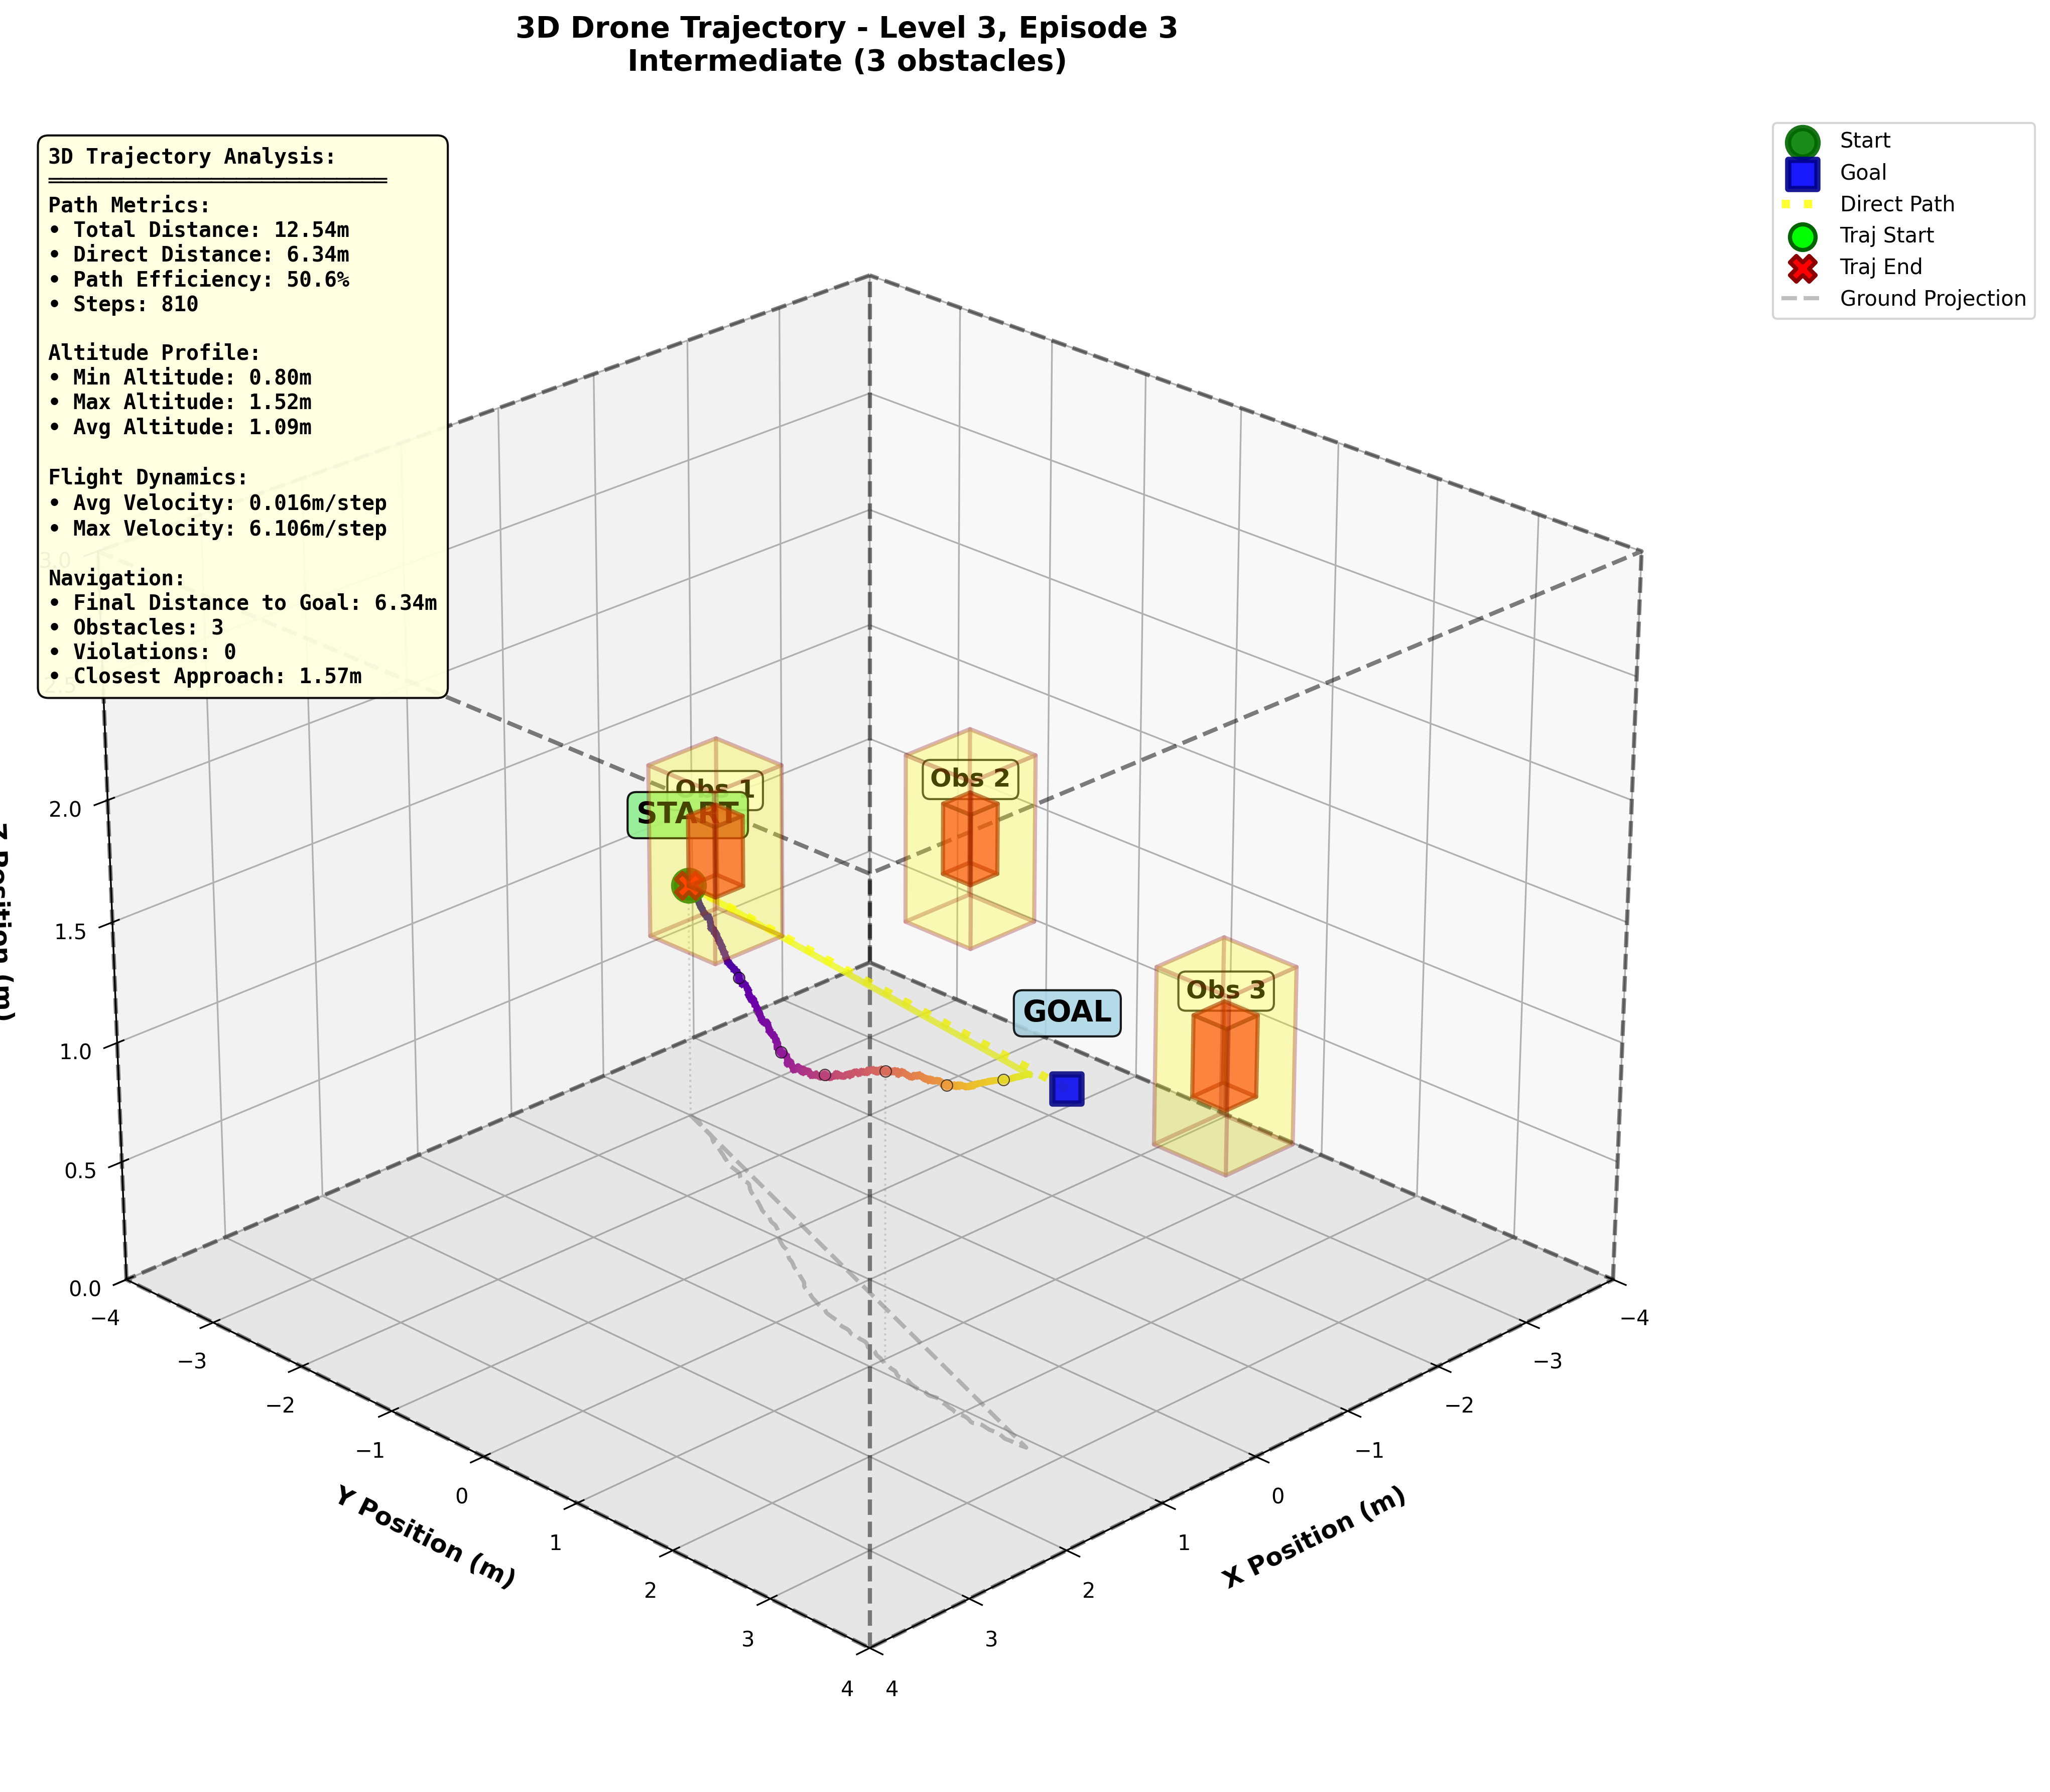 3D Drone Trajectory - Level 3, Episode 3
Intermediate (3 obstacles)
3D Trajectory Analysis:
Path Metrics:
• Total Distance: 12.54m
• Direct Distance: 6.34m
• Path Efficiency: 50.6%
• Steps: 810
Altitude Profile:
• Min Altitude: 0.80m
• Max Altitude: 1.52m
• Avg Altitude: 1.09m
Flight Dynamics:
• Avg Velocity: 0.016m/step
• Max Velocity: 6.106m/step
Navigation:
• Final Distance to Goal: 6.34m
• Obstacles: 3
• Violations: 0
• Closest Approach: 1.57m
Start
Goal
Direct Path
Traj Start
Traj End
Ground Projection
Obs 1
START
Obs 2
Obs 3
GOAL
3.0
2.5
2.0
1.5
1.0
0.5
0.0
Z Position (m)
−4
−3
−2
−1
0
1
2
3
4
Y Position (m)
4
3
2
1
0
−1
−2
−3
−4
X Position (m)